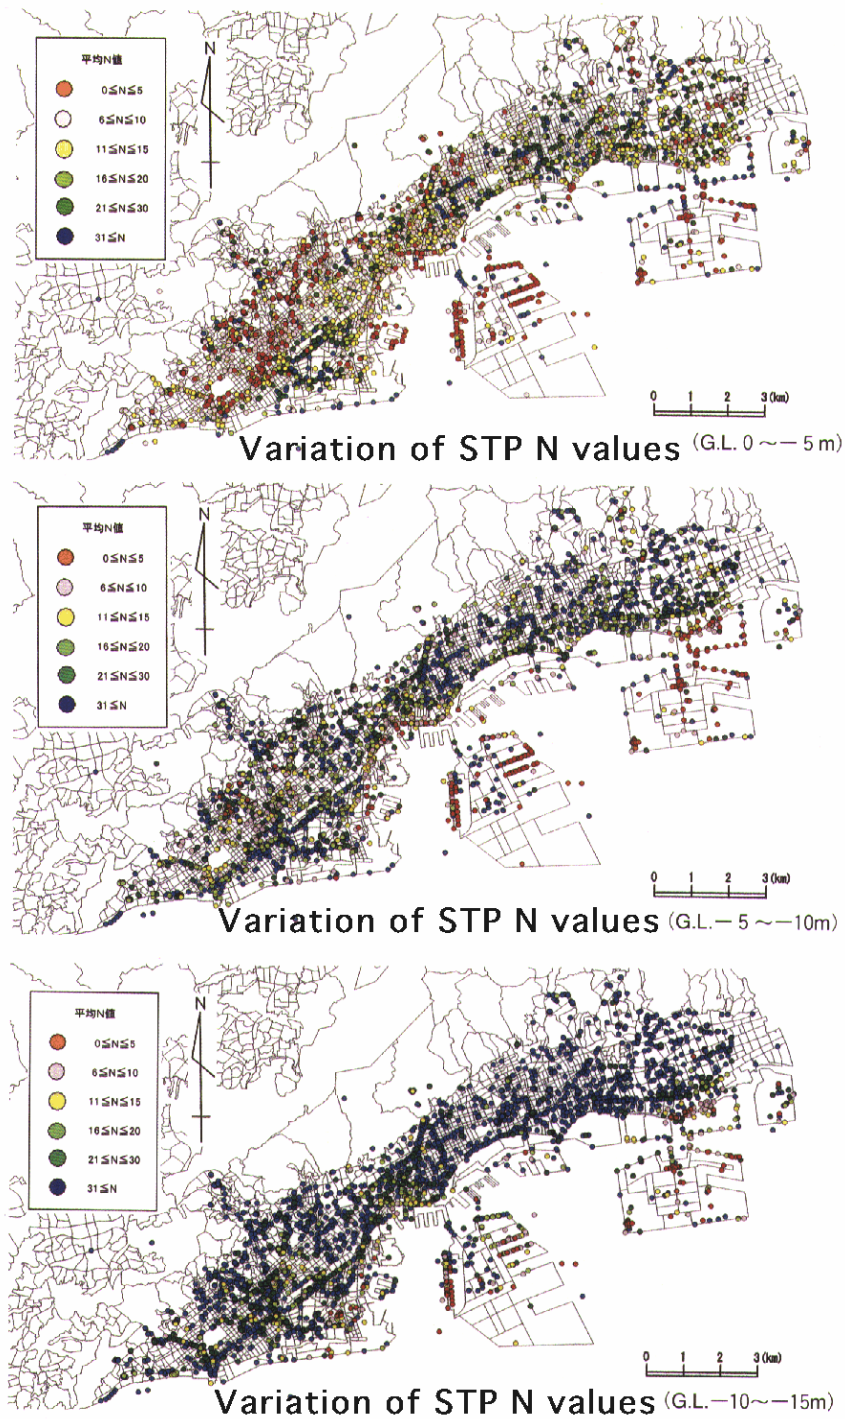 平均N値
0≦N≦5
6≦N≦10
11≦N≦15
16≦N≦20
21≦N≦30
31≦N
N
0 1 2 3(km)
Variation of STP N values (G.L. 0 ~ − 5 m)
平均N値
0≦N≦5
6≦N≦10
11≦N≦15
16≦N≦20
21≦N≦30
31≦N
N
0 1 2 3(km)
Variation of STP N values (G.L.− 5 ~ −10m)
平均N値
0≦N≦5
6≦N≦10
11≦N≦15
16≦N≦20
21≦N≦30
31≦N
N
0 1 2 3(km)
Variation of STP N values (G.L.−10~ −15m)